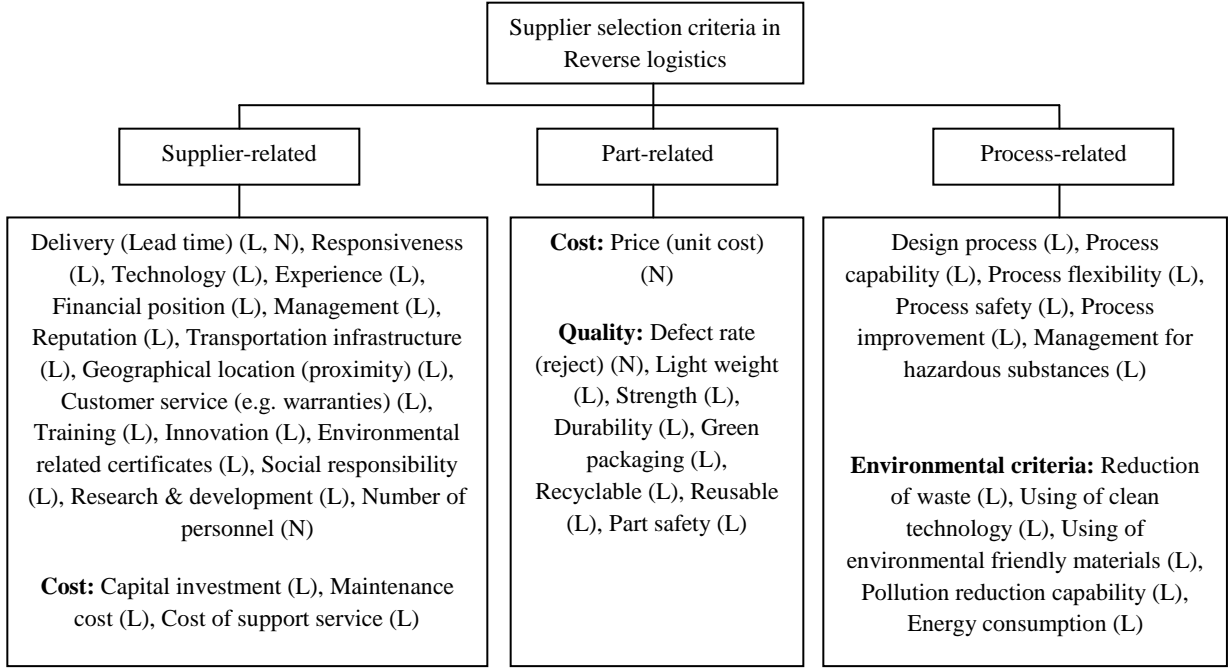 Supplier selection criteria in
Reverse logistics
Supplier-related
Part-related
Process-related
Delivery (Lead time) (L, N), Responsiveness
(L), Technology (L), Experience (L),
Financial position (L), Management (L),
Reputation (L), Transportation infrastructure
(L), Geographical location (proximity) (L),
Customer service (e.g. warranties) (L),
Training (L), Innovation (L), Environmental
related certificates (L), Social responsibility
(L), Research & development (L), Number of
personnel (N)
Cost: Capital investment (L), Maintenance
cost (L), Cost of support service (L)
Cost: Price (unit cost)
(N)
Quality: Defect rate
(reject) (N), Light weight
(L), Strength (L),
Durability (L), Green
packaging (L),
Recyclable (L), Reusable
(L), Part safety (L)
Design process (L), Process
capability (L), Process flexibility (L),
Process safety (L), Process
improvement (L), Management for
hazardous substances (L)
Environmental criteria: Reduction
of waste (L), Using of clean
technology (L), Using of
environmental friendly materials (L),
Pollution reduction capability (L),
Energy consumption (L)